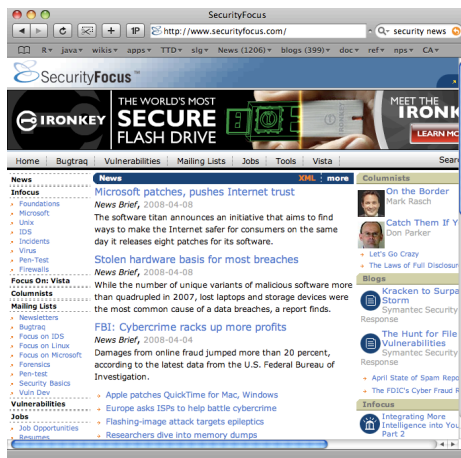 SecurityFocus
+ 1P http://www.securityfocus.com/ Q- security news
R▾ java▾ wikis▾ apps▾ TTD▾ slg▾ News (1206)▾ blogs (399)▾ doc▾ ref▾ nps▾ CA▾
SecurityFocus™
IRONKEY
THE WORLD'S MOST
SECURE
FLASH DRIVE
MEET THE
IRONK
LEARN MO
Home Bugtraq Vulnerabilities Mailing Lists Jobs Tools Vista Sear
News
Infocus
Foundations
Microsoft
Unix
IDS
Incidents
Virus
Pen-Test
Firewalls
Focus On: Vista
Columnists
Mailing Lists
Newsletters
Bugtraq
Focus on IDS
Focus on Linux
Focus on Microsoft
Forensics
Pen-test
Security Basics
Vuln Dev
Vulnerabilities
Jobs
Job Opportunities
Resumes
News XML more
Microsoft patches, pushes Internet trust
News Brief, 2008-04-08
The software titan announces an initiative that aims to find
ways to make the Internet safer for consumers on the same
day it releases eight patches for its software.
Stolen hardware basis for most breaches
News Brief, 2008-04-08
While the number of unique variants of malicious software more
than quadrupled in 2007, lost laptops and storage devices were
the most common cause of a data breaches, a report finds.
FBI: Cybercrime racks up more profits
News Brief, 2008-04-04
Damages from online fraud jumped more than 20 percent,
according to the latest data from the U.S. Federal Bureau of
Investigation.
Apple patches QuickTime for Mac, Windows
Europe asks ISPs to help battle cybercrime
Flashing-image attack targets epileptics
Researchers dive into memory dumps
Columnists
On the Border
Mark Rasch
Catch Them If Y
Don Parker
Let's Go Crazy
The Laws of Full Disclosur
Blogs
Kracken to Surpa
Storm
Symantec Security
Response
The Hunt for File
Vulnerabilities
Symantec Security
Response
April State of Spam Repo
The FDIC's Cyber Fraud R
Infocus
Integrating More
Intelligence into You
Part 2